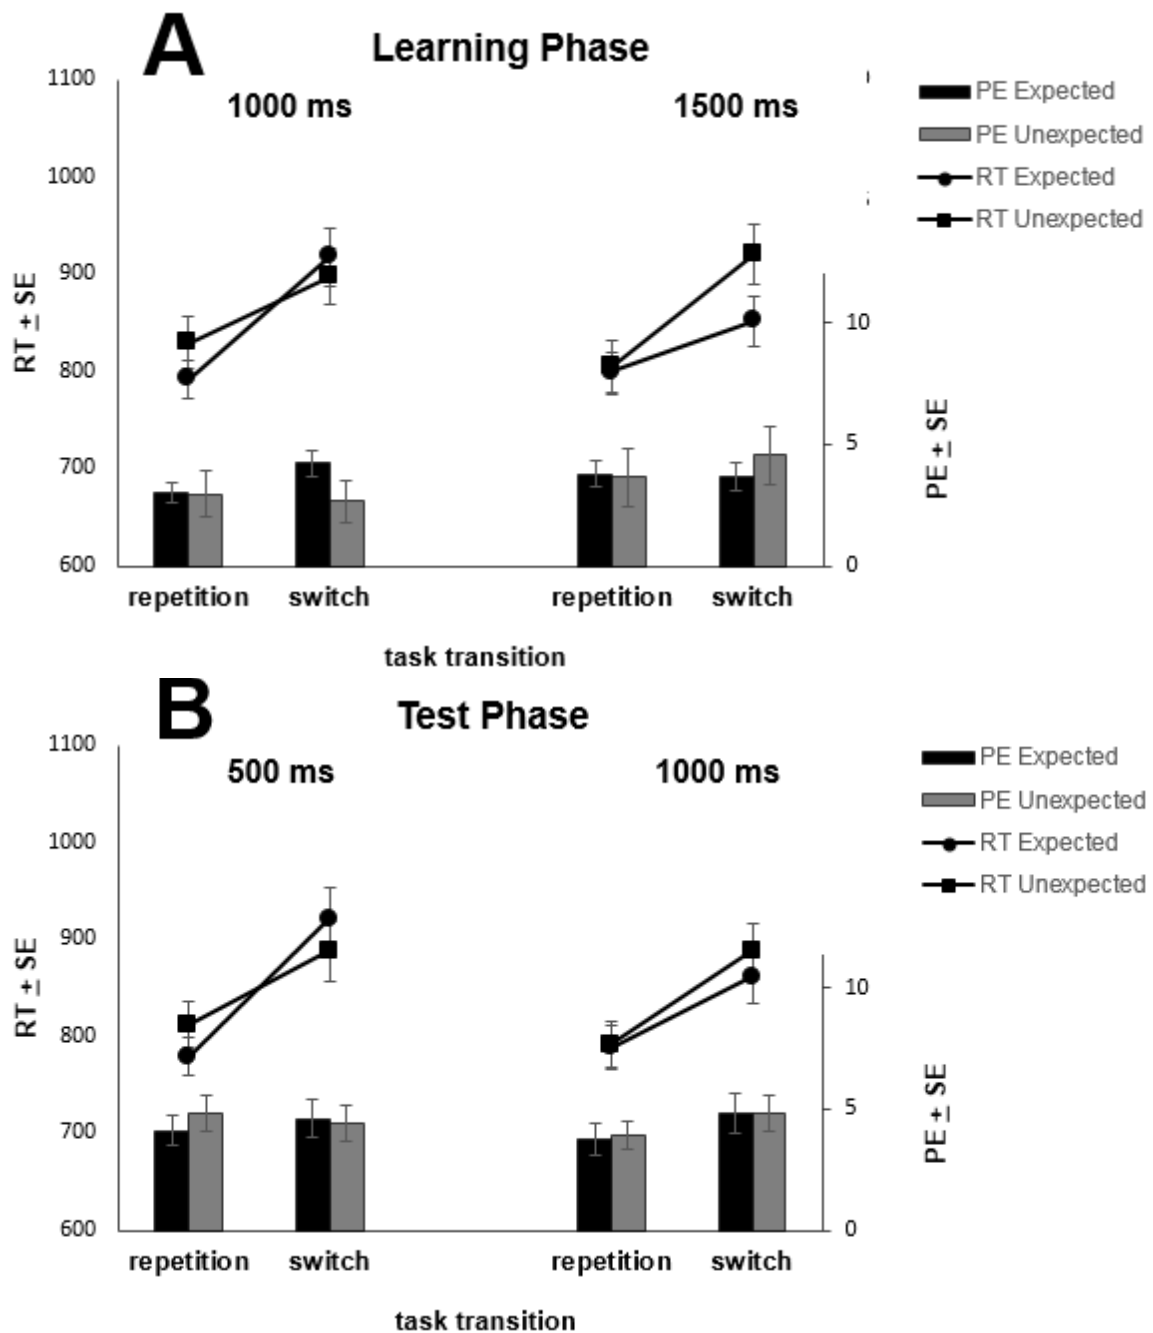 A
Learning Phase
1000 ms
1500 ms
1100
1000
900
800
700
600
RT ± SE
10
5
0
PE ± SE
PE Expected
PE Unexpected
RT Expected
RT Unexpected
repetition
switch
repetition
switch
task transition
B
Test Phase
500 ms
1000 ms
1100
1000
900
800
700
600
RT ± SE
10
5
0
PE ± SE
PE Expected
PE Unexpected
RT Expected
RT Unexpected
repetition
switch
repetition
switch
task transition